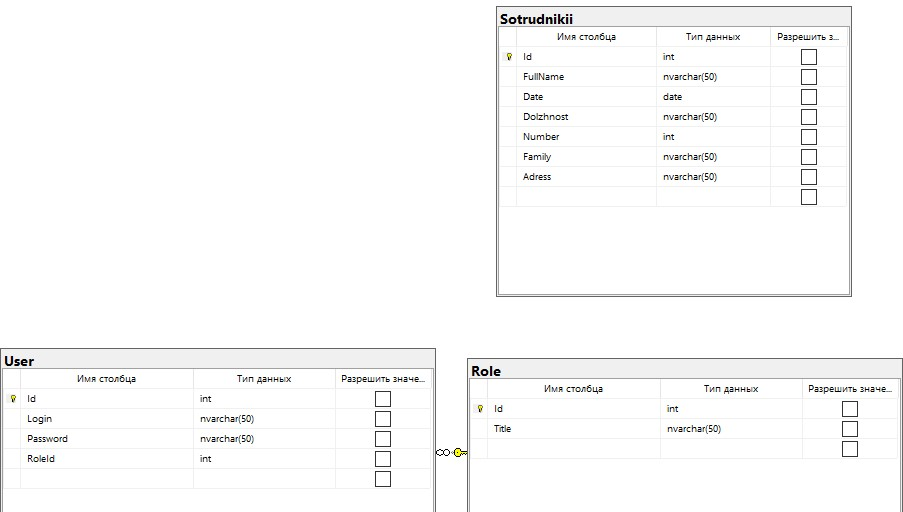 Sotrudnikii
Имя столбца Тип данных Разрешить з...
Id int
FullName nvarchar(50)
Date date
Dolzhnost nvarchar(50)
Number int
Family nvarchar(50)
Adress nvarchar(50)
User
Имя столбца Тип данных Разрешить значе...
Id int
Login nvarchar(50)
Password nvarchar(50)
RoleId int
Role
Имя столбца Тип данных Разрешить значе...
Id int
Title nvarchar(50)